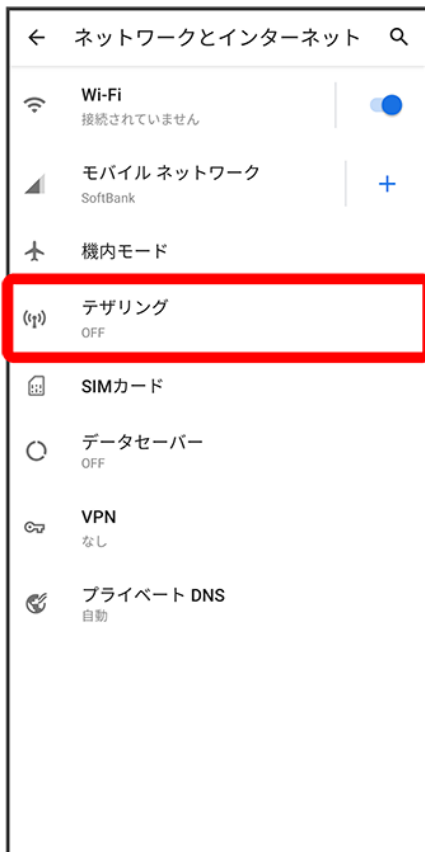 ネットワークとインターネット
Wi-Fi
接続されていません
モバイル ネットワーク
SoftBank
機内モード
テザリング
OFF
SIMカード
データセーバー
OFF
VPN
なし
プライベート DNS
自動